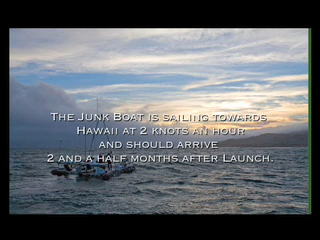 The Junk Boat is sailing towards
Hawaii at 2 knots an hour
and should arrive
2 and a half months after Launch.